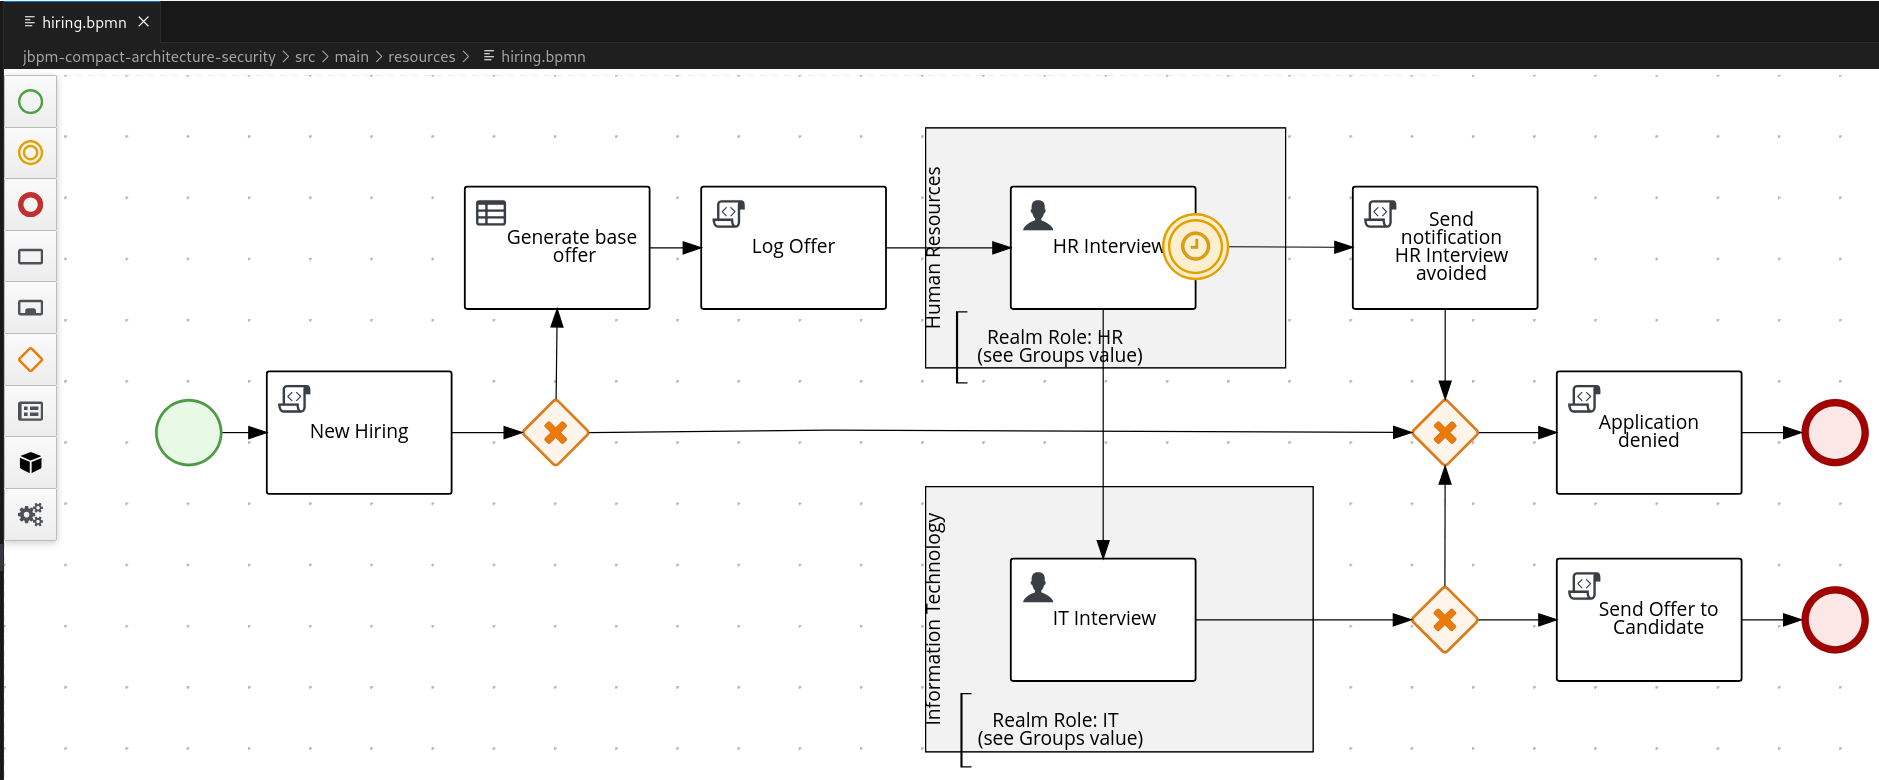 hiring.bpmn
jbpm-compact-architecture-security > src > main > resources > hiring.bpmn
Human Resources
Generate base
offer
Log Offer
HR Interview
Send
notification
HR Interview
avoided
Realm Role: HR
(see Groups value)
New Hiring
Application
denied
Information Technology
IT Interview
Send Offer to
Candidate
Realm Role: IT
(see Groups value)